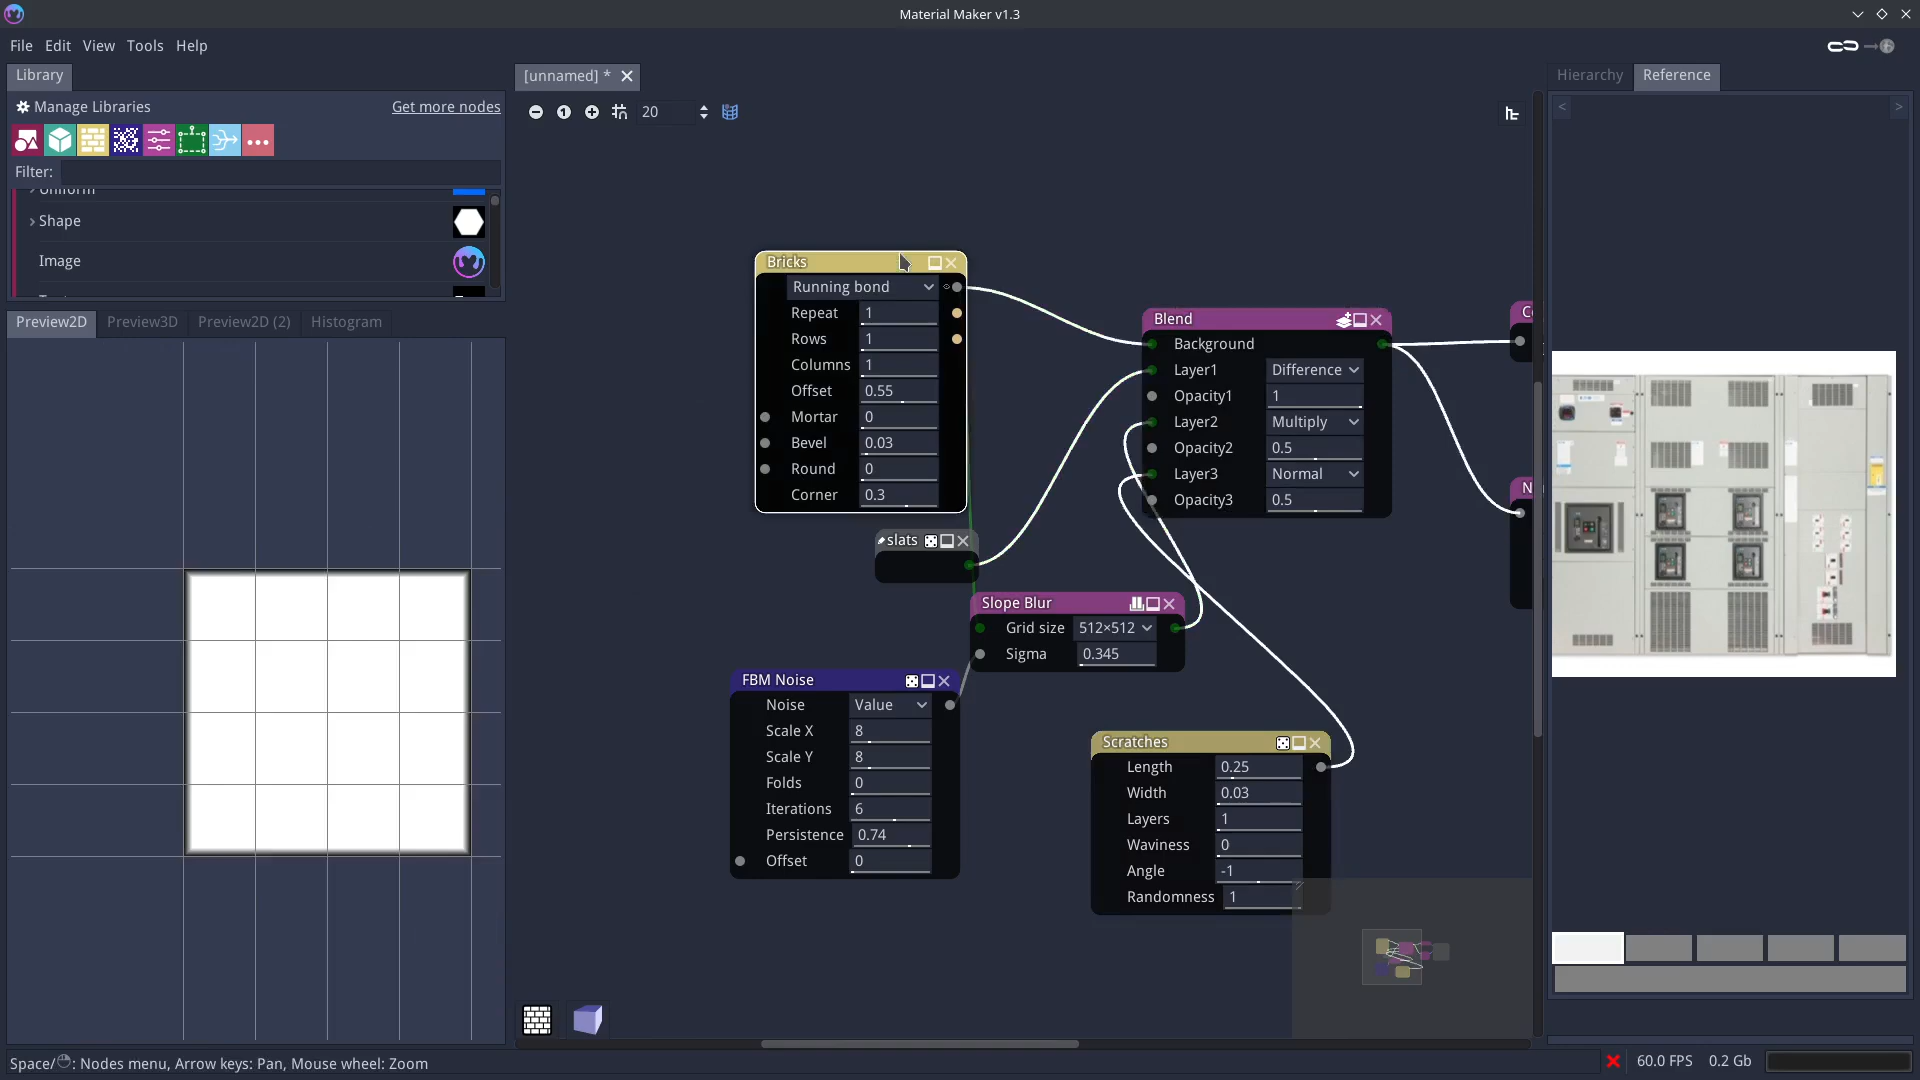 Material Maker v1.3
File Edit View Tools Help
Library
Manage Libraries
Get more nodes
Filter:
Uniform
Shape
Image
Preview2D
Preview3D
Preview2D (2)
Histogram
[unnamed] *
20
Bricks
Running bond
Repeat 1
Rows 1
Columns 1
Offset 0.55
Mortar 0
Bevel 0.03
Round 0
Corner 0.3
slats
Slope Blur
Grid size 512×512
Sigma 0.345
FBM Noise
Noise Value
Scale X 8
Scale Y 8
Folds 0
Iterations 6
Persistence 0.74
Offset 0
Blend
Background
Layer1 Difference
Opacity1 1
Layer2 Multiply
Opacity2 0.5
Layer3 Normal
Opacity3 0.5
Scratches
Length 0.25
Width 0.03
Layers 1
Waviness 0
Angle -1
Randomness 1
Hierarchy
Reference
< >
Space/ : Nodes menu, Arrow keys: Pan, Mouse wheel: Zoom
60.0 FPS 0.2 Gb